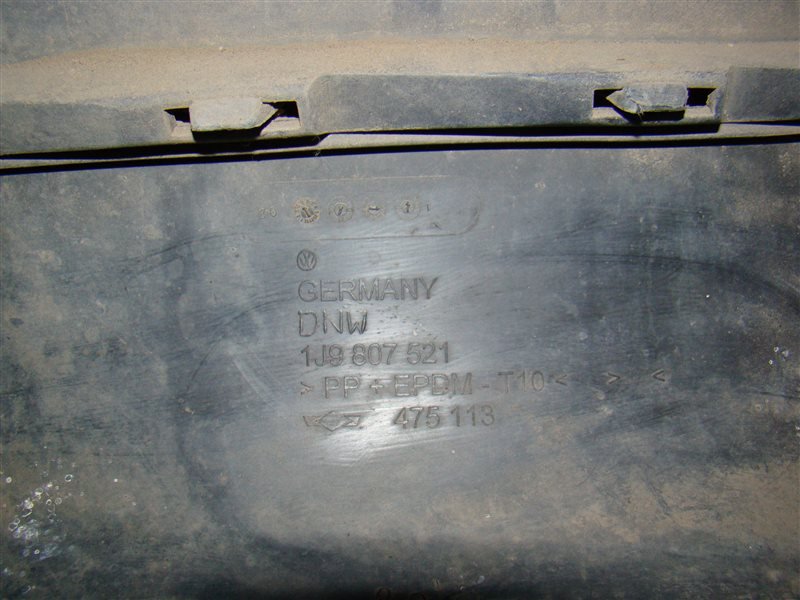 GERMANY
DNW
1J9 807 521
> PP + EPDM - T10 < > <
475 113